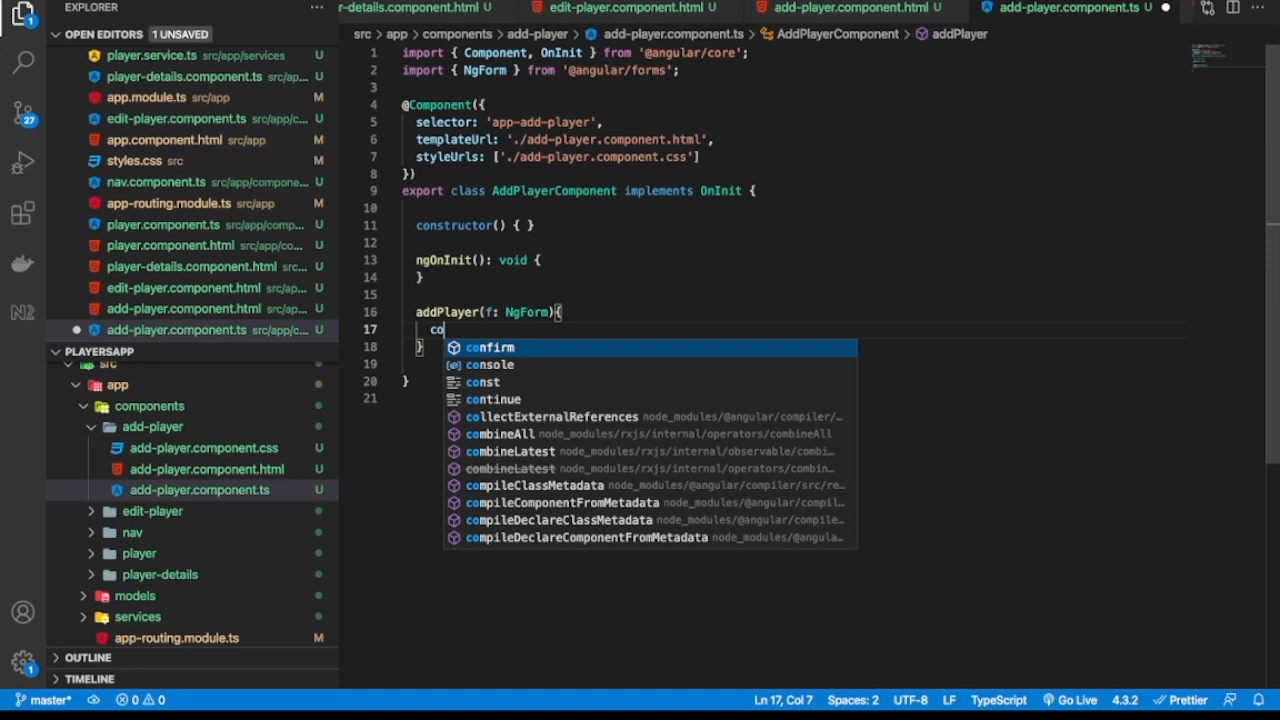 EXPLORER
OPEN EDITORS 1 UNSAVED
player.service.ts src/app/services
player-details.component.ts src/ap... U
app.module.ts src/app M
edit-player.component.ts src/app/c... U
app.component.html src/app M
styles.css src M
nav.component.ts src/app/compone... U
app-routing.module.ts src/app M
player.component.ts src/app/comp... U
player.component.html src/app/co... U
player-details.component.html src... U
edit-player.component.html src/ap... U
add-player.component.html src/ap... U
add-player.component.ts src/app/c... U
PLAYERSAPP
src
app
components
add-player
add-player.component.css U
add-player.component.html U
add-player.component.ts U
edit-player
nav
player
player-details
models
services
app-routing.module.ts M
OUTLINE
TIMELINE
1
27
1
r-details.component.html U edit-player.component.html U add-player.component.html U add-player.component.ts U
src > app > components > add-player > add-player.component.ts > AddPlayerComponent > addPlayer
1 import { Component, OnInit } from '@angular/core';
2 import { NgForm } from '@angular/forms';
3
4 @Component({
5 selector: 'app-add-player',
6 templateUrl: './add-player.component.html',
7 styleUrls: ['./add-player.component.css']
8 })
9 export class AddPlayerComponent implements OnInit {
10
11 constructor() { }
12
13 ngOnInit(): void {
14 }
15
16 addPlayer(f: NgForm){
17 co
18 }
19
20 }
21
confirm
console
const
continue
collectExternalReferences node_modules/@angular/compiler/...
combineAll node_modules/rxjs/internal/operators/combineAll
combineLatest node_modules/rxjs/internal/observable/combi...
combineLatest node_modules/rxjs/internal/operators/combin...
compileClassMetadata node_modules/@angular/compiler/src/re...
compileComponentFromMetadata node_modules/@angular/compil...
compileDeclareClassMetadata node_modules/@angular/compile...
compileDeclareComponentFromMetadata node_modules/@angula...
master* 0 0 Ln 17, Col 7 Spaces: 2 UTF-8 LF TypeScript Go Live 4.3.2 Prettier